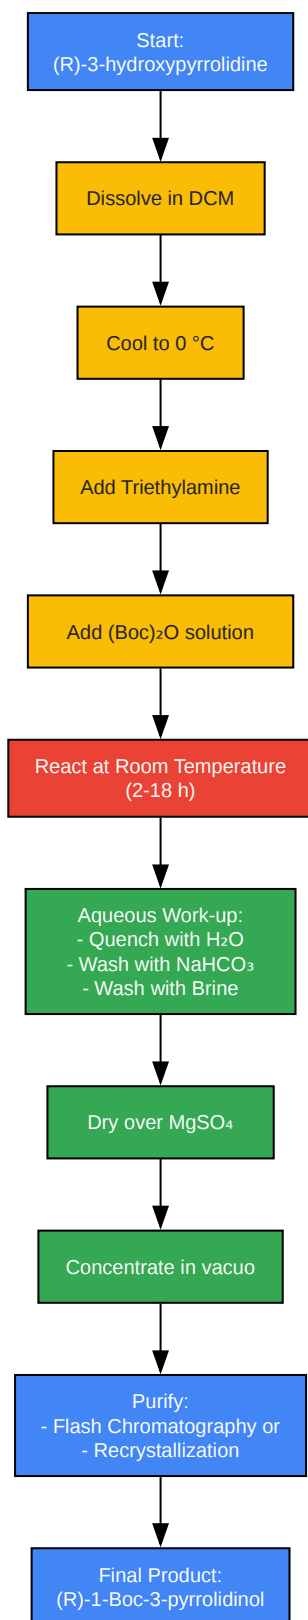 Start:
(R)-3-hydroxypyrrolidine
Dissolve in DCM
Cool to 0 °C
Add Triethylamine
Add (Boc)₂O solution
React at Room Temperature
(2-18 h)
Aqueous Work-up:
- Quench with H₂O
- Wash with NaHCO₃
- Wash with Brine
Dry over MgSO₄
Concentrate in vacuo
Purify:
- Flash Chromatography or
- Recrystallization
Final Product:
(R)-1-Boc-3-pyrrolidinol